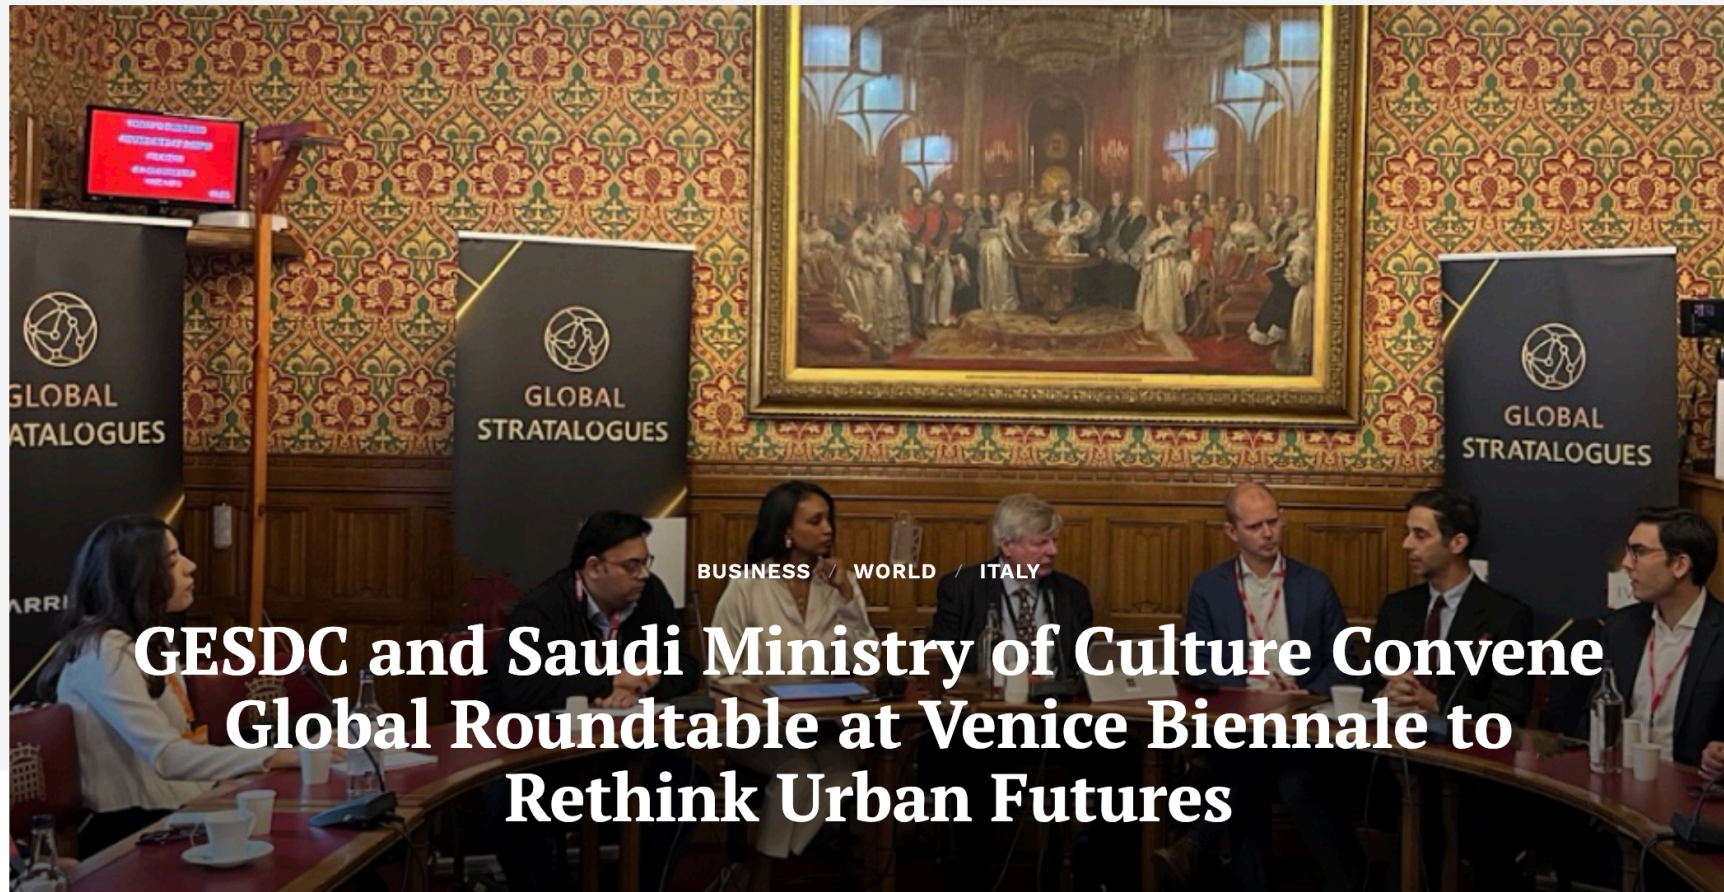 GLOBAL
STRATALOGUES
GLOBAL
STRATALOGUES
GLOBAL
ATALOGUES
ARRI
BUSINESS / WORLD / ITALY
GESDC and Saudi Ministry of Culture Convene
Global Roundtable at Venice Biennale to
Rethink Urban Futures